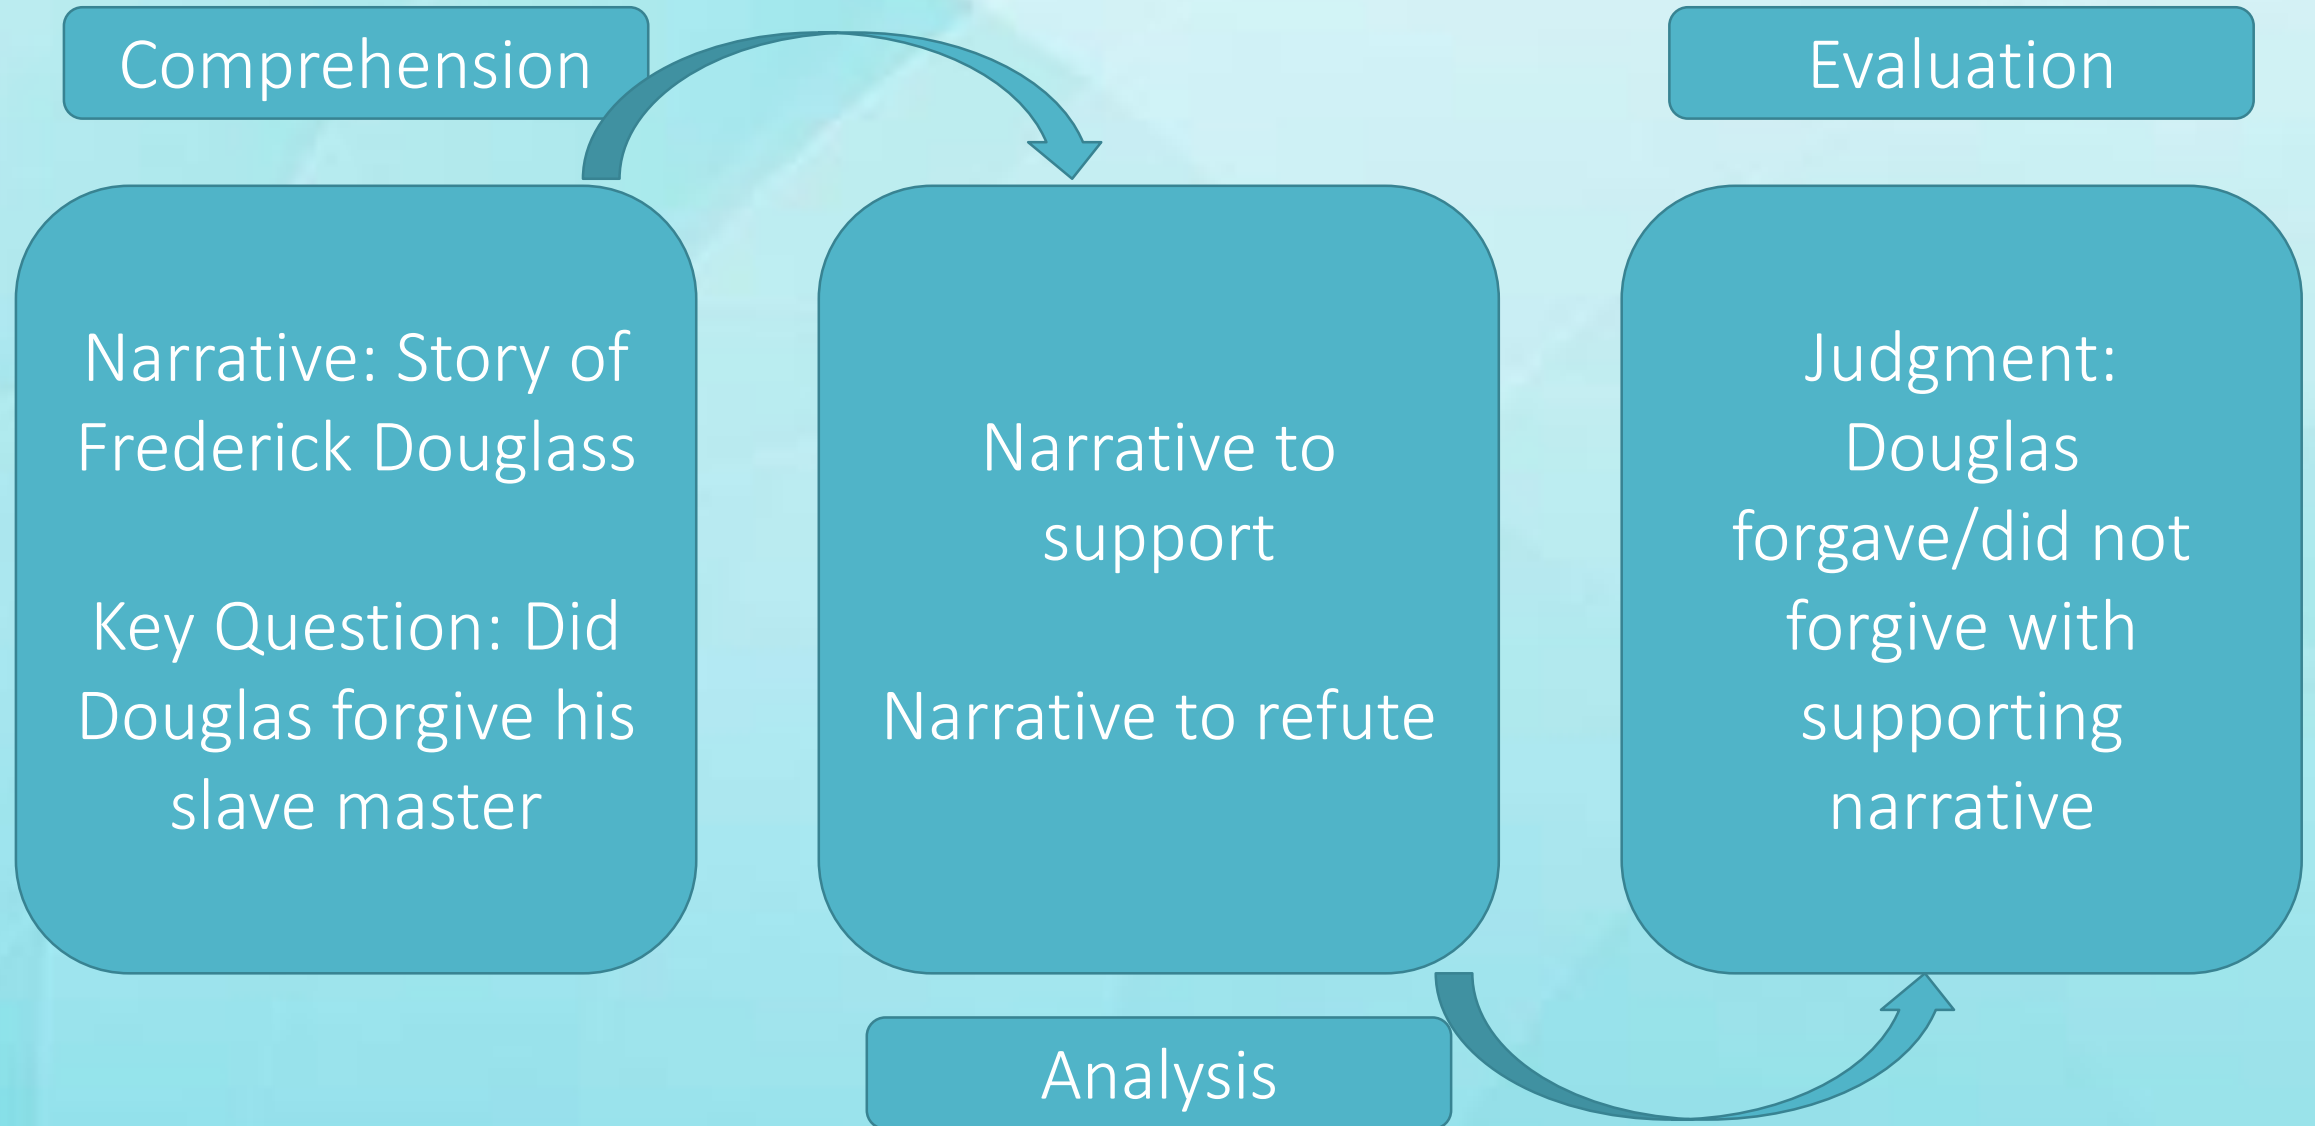 Comprehension
Narrative: Story of
Frederick Douglass
Key Question: Did
Douglas forgive his
slave master
Narrative to
support
Narrative to refute
Analysis
Evaluation
Judgment:
Douglas
forgave/did not
forgive with
supporting
narrative